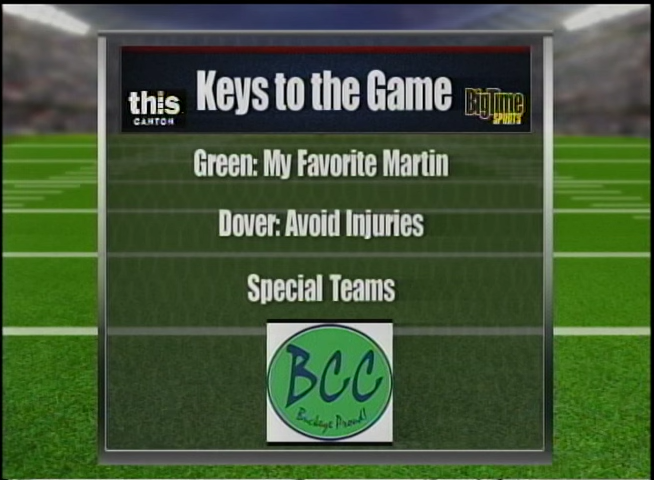 this
CANTON
Keys to the Game
BigTime
SPORTS
Green: My Favorite Martin
Dover: Avoid Injuries
Special Teams
BCC
Buckeye Proud!